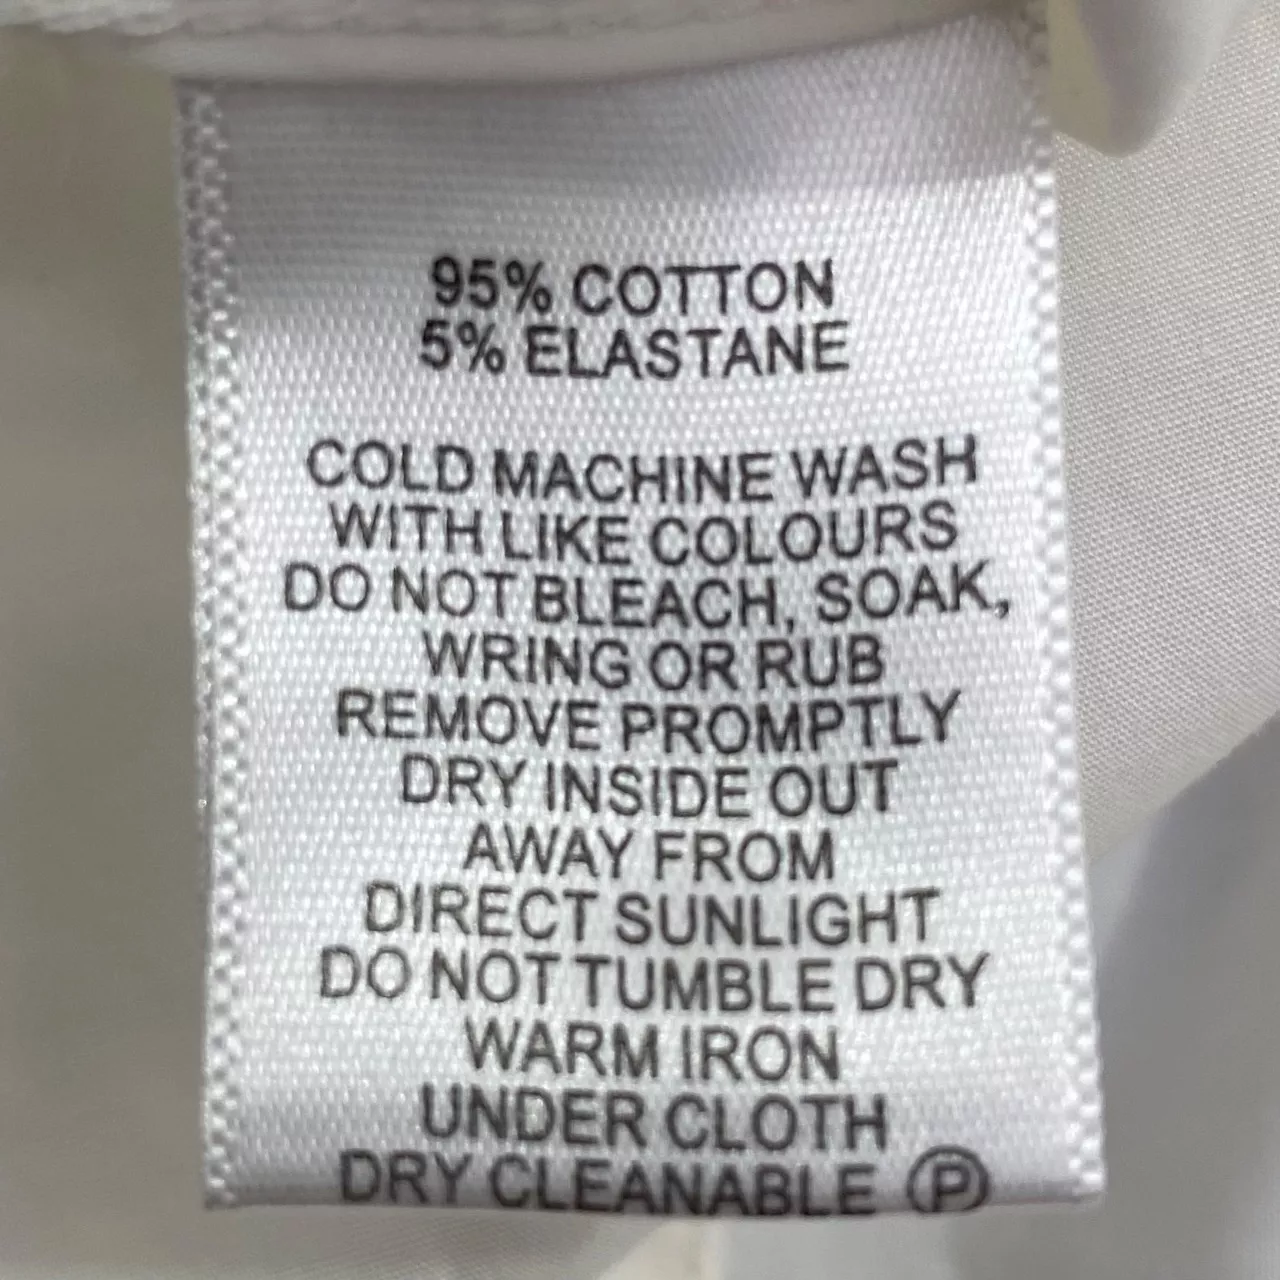 95% COTTON
5% ELASTANE
COLD MACHINE WASH
WITH LIKE COLOURS
DO NOT BLEACH, SOAK,
WRING OR RUB
REMOVE PROMPTLY
DRY INSIDE OUT
AWAY FROM
DIRECT SUNLIGHT
DO NOT TUMBLE DRY
WARM IRON
UNDER CLOTH
DRY CLEANABLE Ⓟ